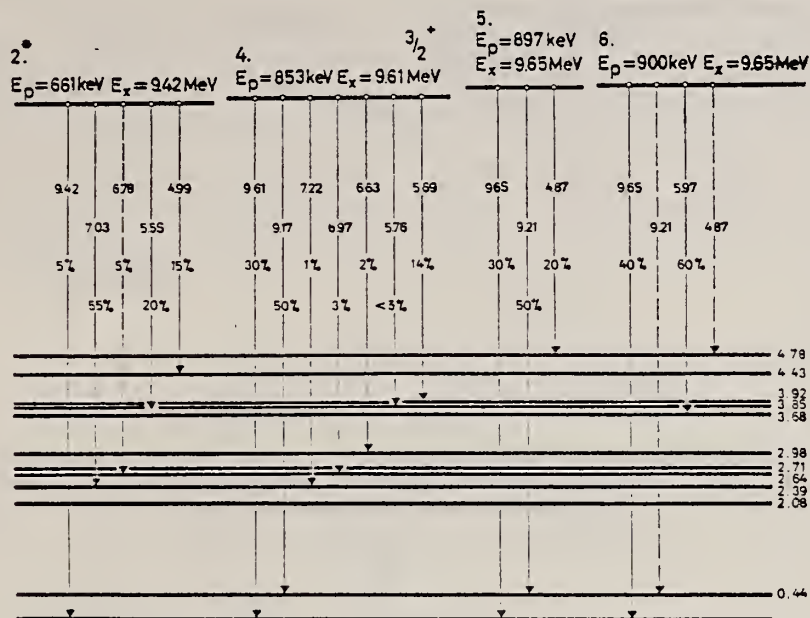 2.*
E_p=661keV E_x=9.42MeV
4.
3/2 +
E_p=853keV E_x=9.61MeV
5.
E_p=897keV
E_x=9.65MeV
6.
E_p=900keV E_x=9.65MeV
9.42 6.78 4.99 9.61 7.22 6.63 5.69 9.65 4.87 9.65 5.97
7.03 5.55 9.17 6.97 5.76 9.21 9.21 4.87
5% 5% 15% 30% 1% 2% 14% 30% 20% 40% 60%
55% 20% 50% 3% <3% 50%
4.78
4.43
3.92
3.85
3.68
2.98
2.71
2.64
2.39
2.08
0.44